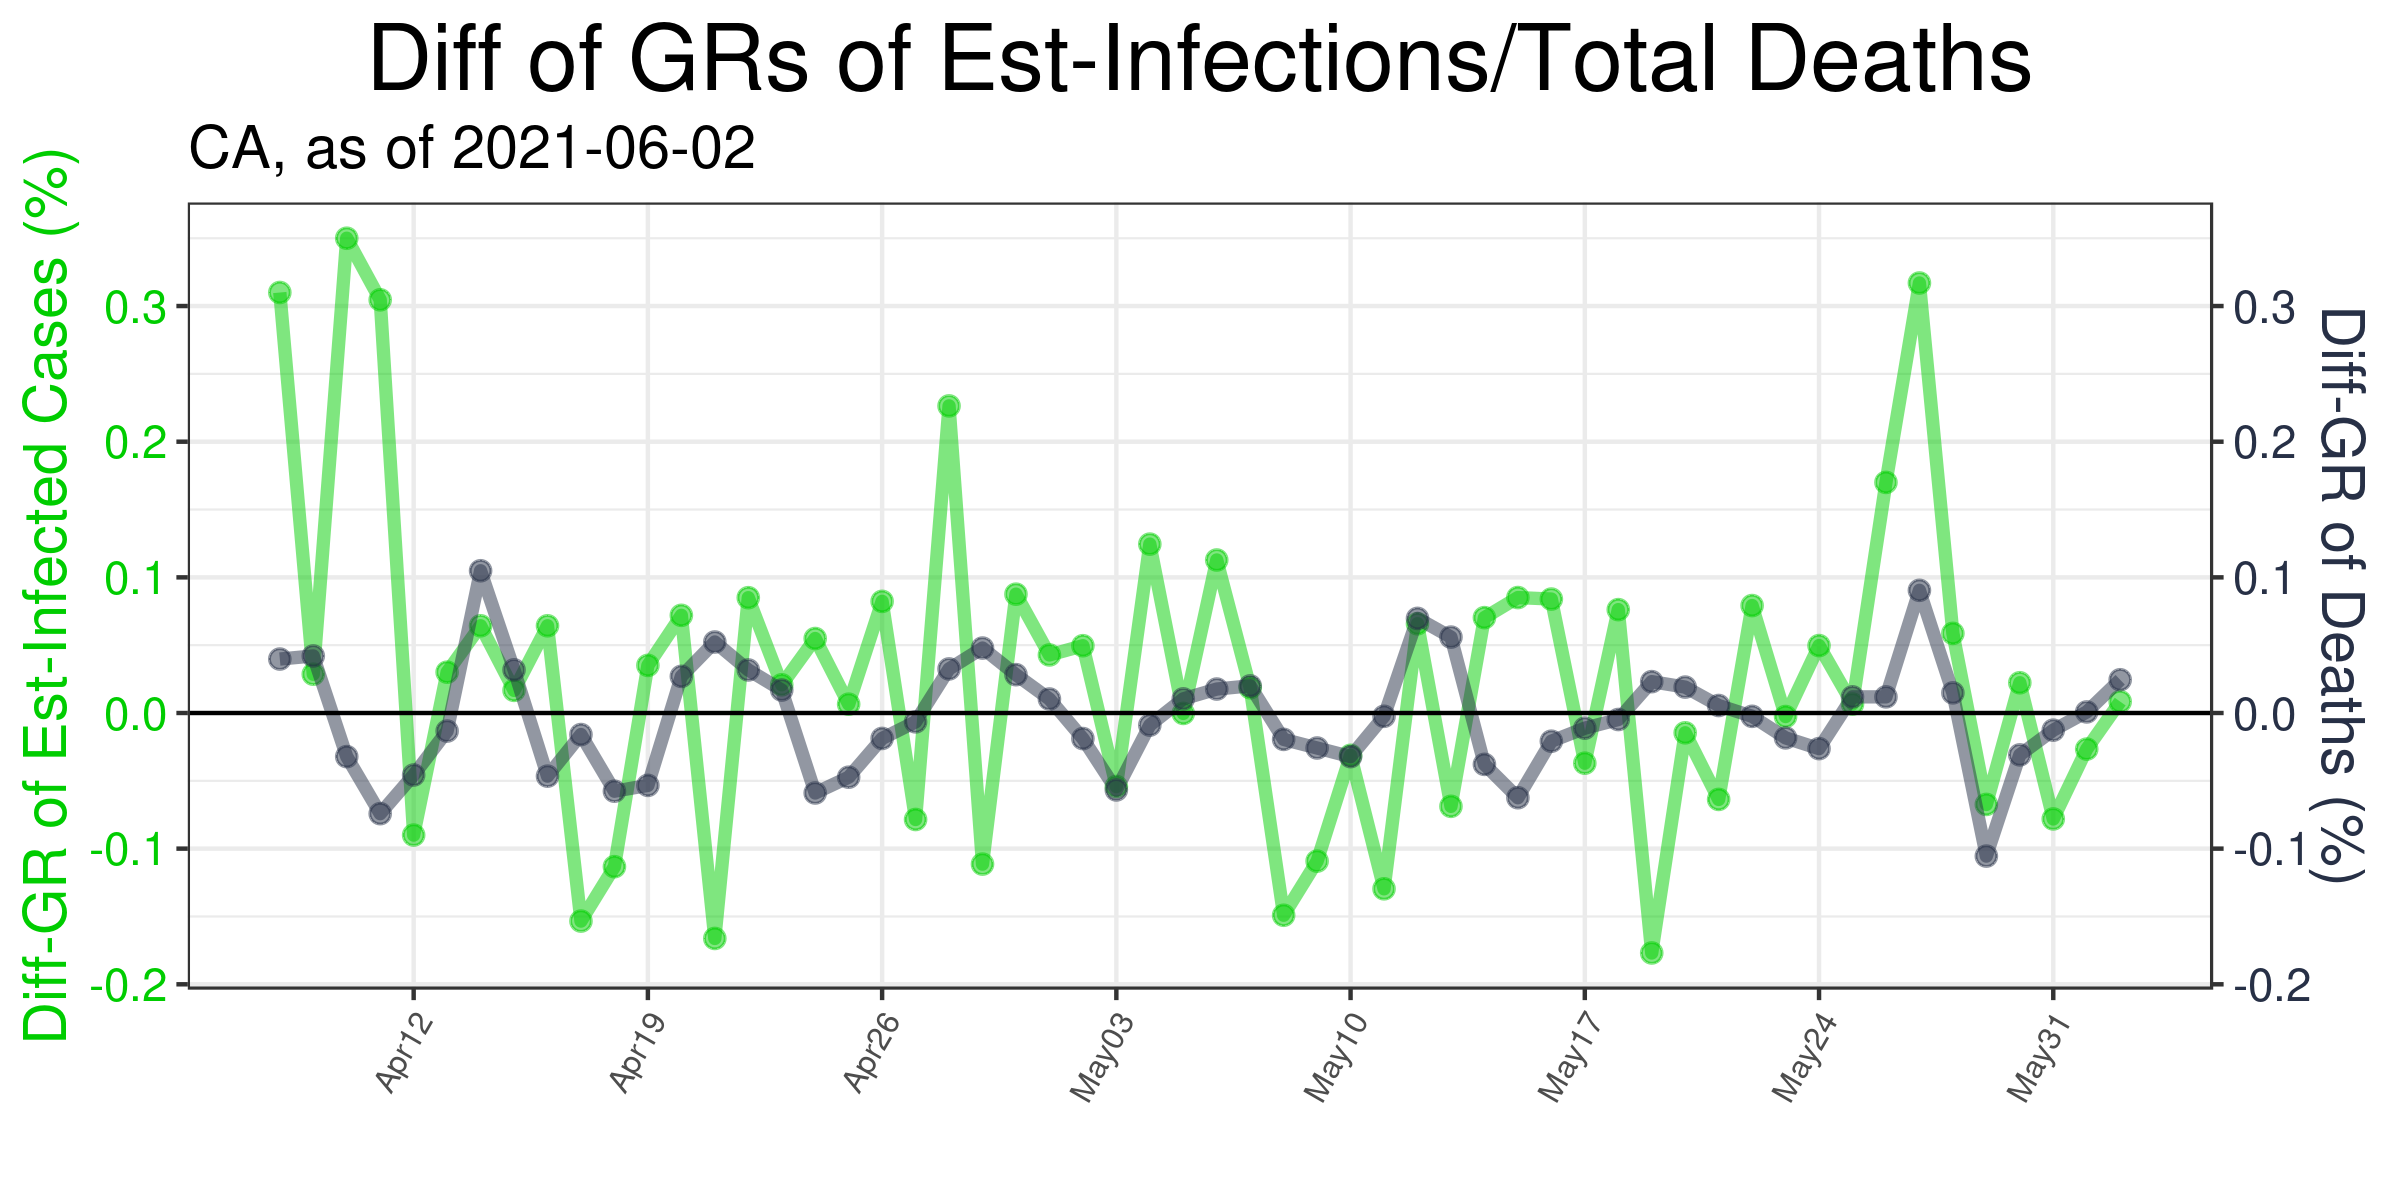 Diff of GRs of Est-Infections/Total Deaths
CA, as of 2021-06-02
Diff-GR of Est-Infected Cases (%)
0.3
0.2
0.1
0.0
-0.1
-0.2
0.3
0.2
0.1
0.0
-0.1
-0.2
Diff-GR of Deaths (%)
Apr12
Apr19
Apr26
May03
May10
May17
May24
May31